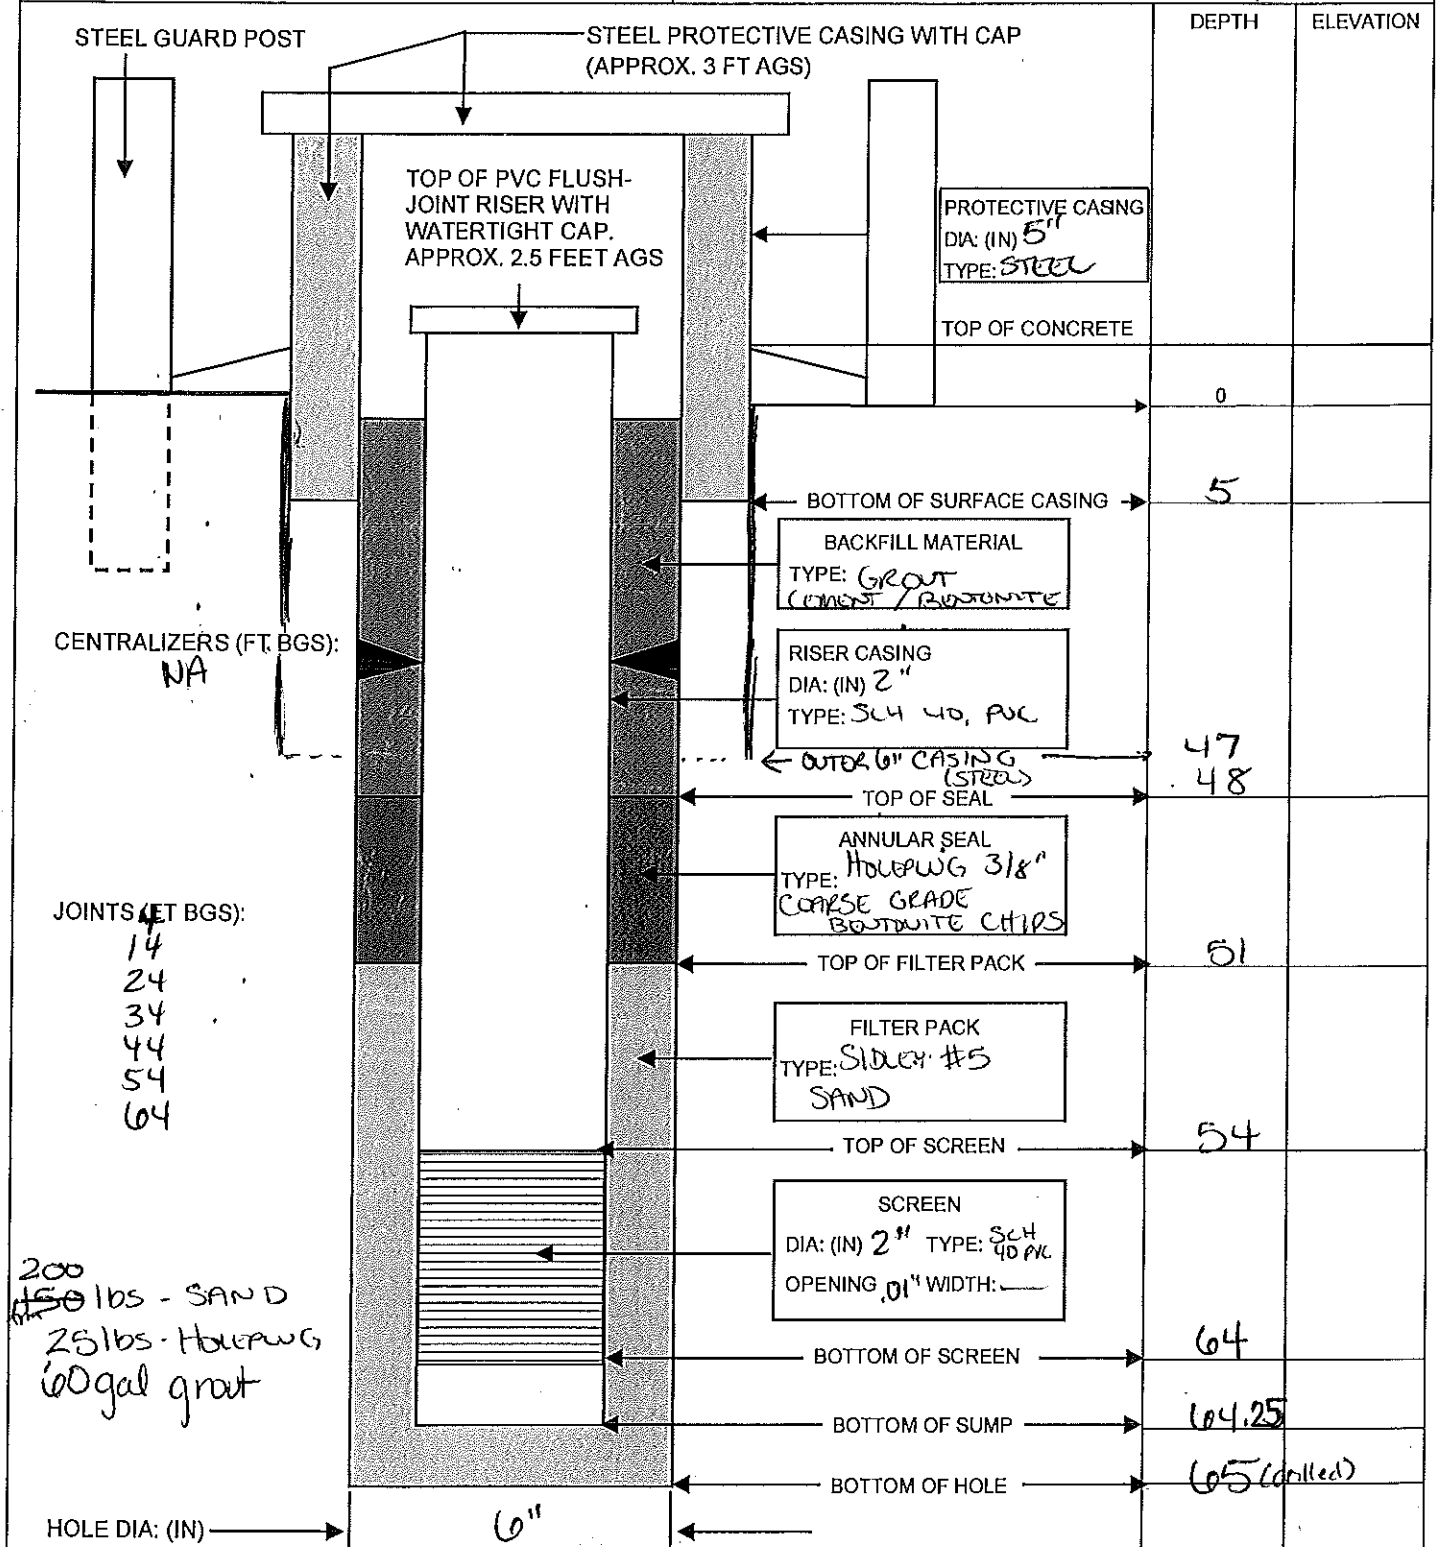 DEPTH
ELEVATION
STEEL GUARD POST
STEEL PROTECTIVE CASING WITH CAP
(APPROX. 3 FT AGS)
TOP OF PVC FLUSH-
JOINT RISER WITH
WATERTIGHT CAP.
APPROX. 2.5 FEET AGS
PROTECTIVE CASING
DIA: (IN) 5"
TYPE: STEEL
TOP OF CONCRETE
0
BOTTOM OF SURFACE CASING
5
BACKFILL MATERIAL
TYPE: GROUT
CEMENT / BENTONITE
CENTRALIZERS (FT. BGS):
NA
RISER CASING
DIA: (IN) 2"
TYPE: SCH 40, PVC
OUTER 6" CASING
(STEEL)
47
TOP OF SEAL
48
ANNULAR SEAL
TYPE: HOLEPLUG 3/8"
COARSE GRADE
BENTONITE CHIPS
JOINTS (FT BGS):
4
14
24
34
44
54
64
TOP OF FILTER PACK
51
FILTER PACK
TYPE: SIDLEY #5
SAND
TOP OF SCREEN
54
SCREEN
DIA: (IN) 2" TYPE: SCH
40 PVC
OPENING .01" WIDTH: —
200
150 lbs - SAND
25 lbs - HOLEPLUG
60 gal grout
BOTTOM OF SCREEN
64
BOTTOM OF SUMP
64.25
BOTTOM OF HOLE
65 (drilled)
HOLE DIA: (IN)
6"